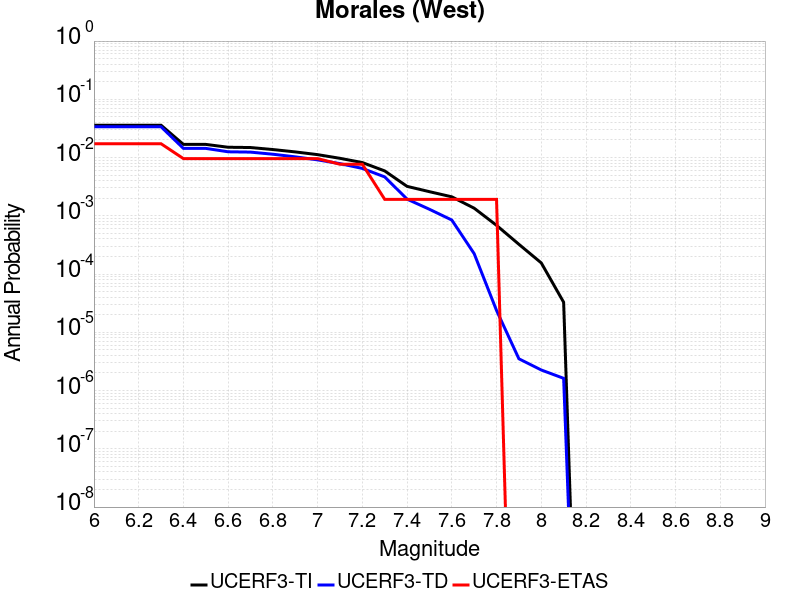 Morales (West)
10^0
10^-1
10^-2
10^-3
10^-4
10^-5
10^-6
10^-7
10^-8
Annual Probability
6 6.2 6.4 6.6 6.8 7 7.2 7.4 7.6 7.8 8 8.2 8.4 8.6 8.8 9
Magnitude
UCERF3-TI UCERF3-TD UCERF3-ETAS